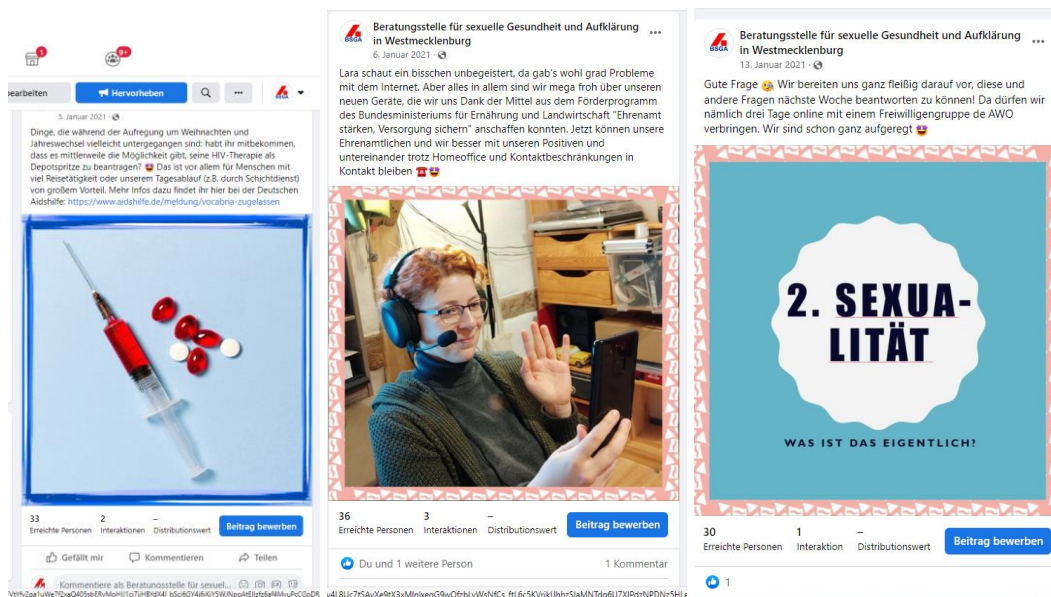 1
9+
bearbeiten
Hervorheben
5. Januar 2021
Dinge, die während der Aufregung um Weihnachten und
Jahreswechsel vielleicht untergegangen sind: habt ihr mitbekommen,
dass es mittlerweile die Möglichkeit gibt, seine HIV-Therapie als
Depotspritze zu beantragen? Das ist vor allem für Menschen mit
viel Reisetätigkeit oder unserem Tagesablauf (z.B. durch Schichtdienst)
von großem Vorteil. Mehr Infos dazu findet ihr hier bei der Deutschen
Aidshilfe: https://www.aidshilfe.de/meldung/vocabria-zugelassen
33
2
–
Erreichte Personen
Interaktionen
Distributionswert
Beitrag bewerben
Gefällt mir
Kommentieren
Teilen
Kommentiere als Beratungsstelle für sexuel...
BSGA
Beratungsstelle für sexuelle Gesundheit und Aufklärung
in Westmecklenburg
6. Januar 2021
Lara schaut ein bisschen unbegeistert, da gab's wohl grad Probleme
mit dem Internet. Aber alles in allem sind wir mega froh über unseren
neuen Geräte, die wir uns Dank der Mittel aus dem Förderprogramm
des Bundesministeriums für Ernährung und Landwirtschaft "Ehrenamt
stärken, Versorgung sichern" anschaffen konnten. Jetzt können unsere
Ehrenamtlichen und wir besser mit unseren Positiven und
untereinander trotz Homeoffice und Kontaktbeschränkungen in
Kontakt bleiben
36
3
–
Erreichte Personen
Interaktionen
Distributionswert
Beitrag bewerben
Du und 1 weitere Person
1 Kommentar
BSGA
Beratungsstelle für sexuelle Gesundheit und Aufklärung
in Westmecklenburg
13. Januar 2021
Gute Frage Wir bereiten uns ganz fleißig darauf vor, diese und
andere Fragen nächste Woche beantworten zu können! Da dürfen wir
nämlich drei Tage online mit einem Freiwilligengruppe de AWO
verbringen. Wir sind schon ganz aufgeregt
2. SEXUA-
LITÄT
WAS IST DAS EIGENTLICH?
30
1
–
Erreichte Personen
Interaktion
Distributionswert
Beitrag bewerben
1